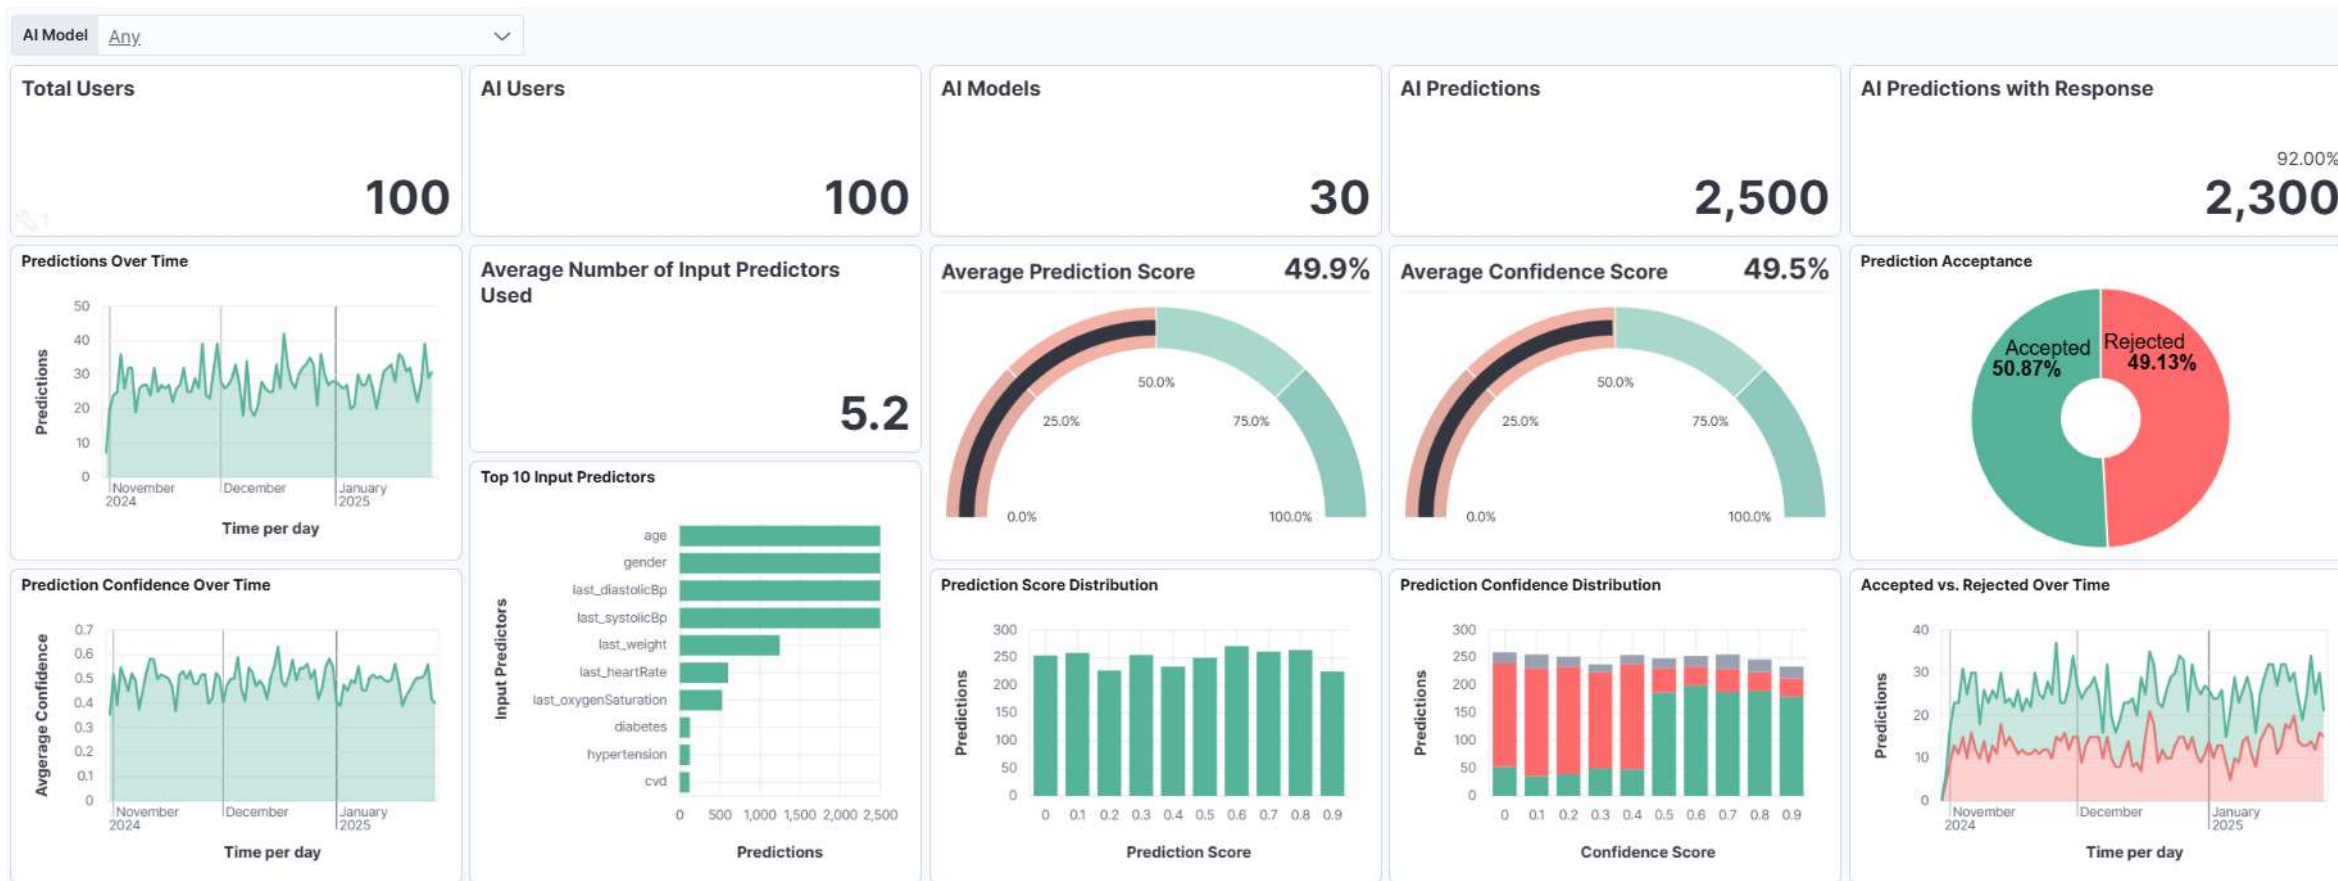 AI Model Any
Total Users
100
1
AI Users
100
AI Models
30
AI Predictions
2,500
AI Predictions with Response
92.00%
2,300
Predictions Over Time
50
40
30
20
10
0
Predictions
November
2024
December
January
2025
Time per day
Average Number of Input Predictors
Used
5.2
Average Prediction Score 49.9%
0.0%
25.0%
50.0%
75.0%
100.0%
Average Confidence Score 49.5%
0.0%
25.0%
50.0%
75.0%
100.0%
Prediction Acceptance
Accepted
50.87%
Rejected
49.13%
Prediction Confidence Over Time
0.7
0.6
0.5
0.4
0.3
0.2
0.1
0
Avgerage Confidence
November
2024
December
January
2025
Time per day
Top 10 Input Predictors
Input Predictors
age
gender
last_diastolicBp
last_systolicBp
last_weight
last_heartRate
last_oxygenSaturation
diabetes
hypertension
cvd
0 500 1,000 1,500 2,000 2,500
Predictions
Prediction Score Distribution
300
250
200
150
100
50
0
Predictions
0 0.1 0.2 0.3 0.4 0.5 0.6 0.7 0.8 0.9
Prediction Score
Prediction Confidence Distribution
300
250
200
150
100
50
0
Predictions
0 0.1 0.2 0.3 0.4 0.5 0.6 0.7 0.8 0.9
Confidence Score
Accepted vs. Rejected Over Time
40
30
20
10
0
Predictions
November
2024
December
January
2025
Time per day